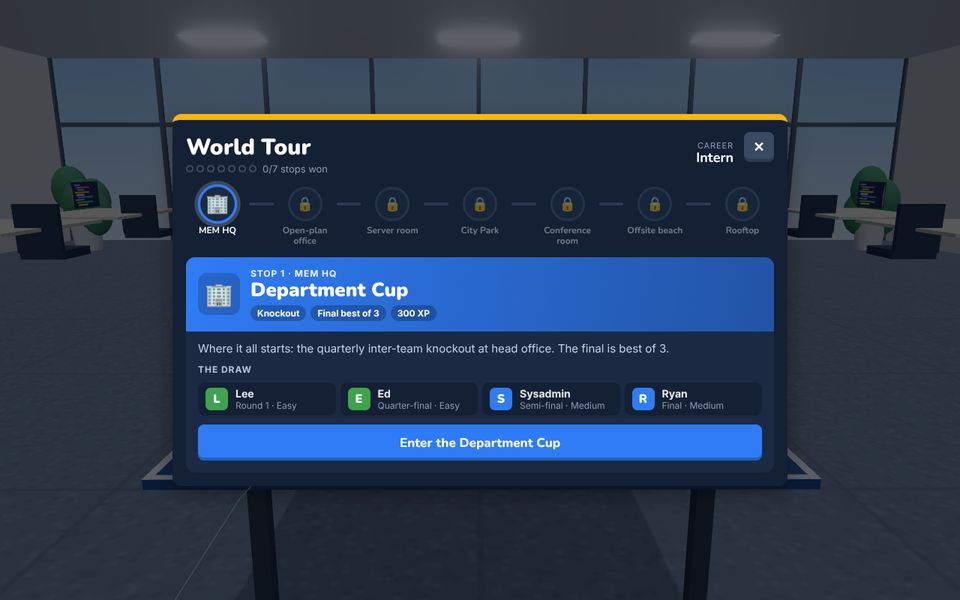 World Tour
0/7 stops won
CAREER
Intern
MEM HQ
Open-plan
office
Server room
City Park
Conference
room
Offsite beach
Rooftop
STOP 1 · MEM HQ
Department Cup
Knockout
Final best of 3
300 XP
Where it all starts: the quarterly inter-team knockout at head office. The final is best of 3.
THE DRAW
L
Lee
Round 1 · Easy
E
Ed
Quarter-final · Easy
S
Sysadmin
Semi-final · Medium
R
Ryan
Final · Medium
Enter the Department Cup